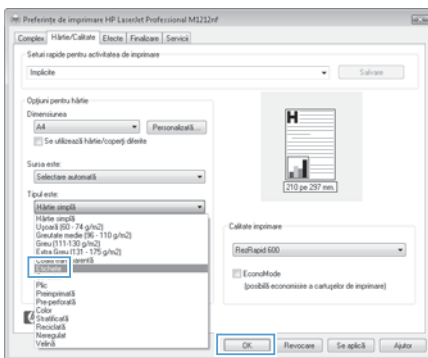 Preferințe de imprimare HP LaserJet Professional M1212nf
Complex Hârtie/Calitate Efecte Finalizare Servicii
Seturi rapide pentru activitatea de imprimare
Implicite Salvare
Opțiuni pentru hârtie
Dimensiunea
A4 Personalizată...
Se utilizează hârtie/coperți diferite
Sursa este:
Selectare automată
Tipul este:
Hârtie simplă
Hârtie simplă
Ușoară (60 - 74 g/m2)
Greutate medie (96 - 110 g/m2)
Greu (111-130 g/m2)
Extra Greu (131 - 175 g/m2)
Etichete
Plic
Preimprimată
Pre-perforată
Color
Stratificată
Reciclată
Neregulat
Velină
H
210 pe 297 mm.
Calitate imprimare
RezRapid 600
EconoMode
(posibilă economisire a cartușelor de imprimare)
OK Revocare Se aplică Ajutor